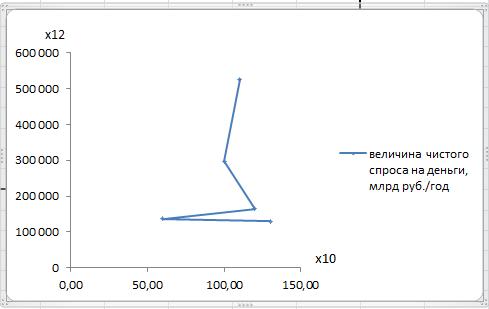 x12
600 000
500 000
400 000
300 000
200 000
100 000
0
0,00 50,00 100,00 150,00
x10
величина чистого
спроса на деньги,
млрд руб./год